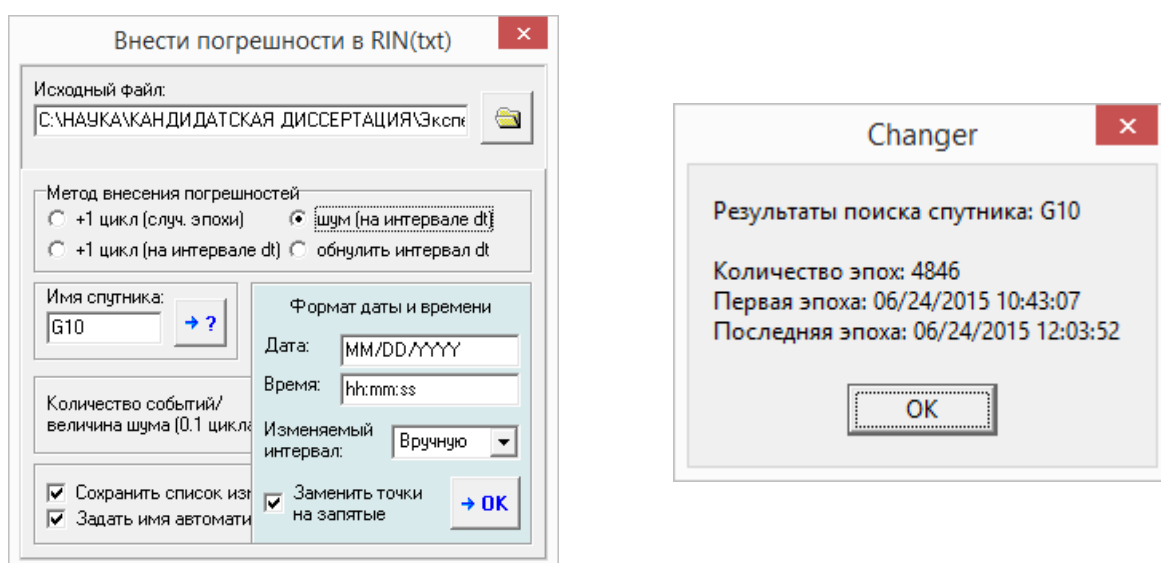 Внести погрешности в RIN(txt)
Исходный файл:
C:\НАУКА\КАНДИДАТСКАЯ ДИССЕРТАЦИЯ\Экспе
Метод внесения погрешностей
+1 цикл (случ. эпохи)
шум (на интервале dt)
+1 цикл (на интервале dt)
обнулить интервал dt
Имя спутника:
G10
→ ?
Количество событий/
величина шума (0.1 цикла
Сохранить список изм
Задать имя автомати
Формат даты и времени
Дата: MM/DD/YYYY
Время: hh:mm:ss
Изменяемый
интервал: Вручную
Заменить точки
на запятые
→ OK
Changer
Результаты поиска спутника: G10
Количество эпох: 4846
Первая эпоха: 06/24/2015 10:43:07
Последняя эпоха: 06/24/2015 12:03:52
OK